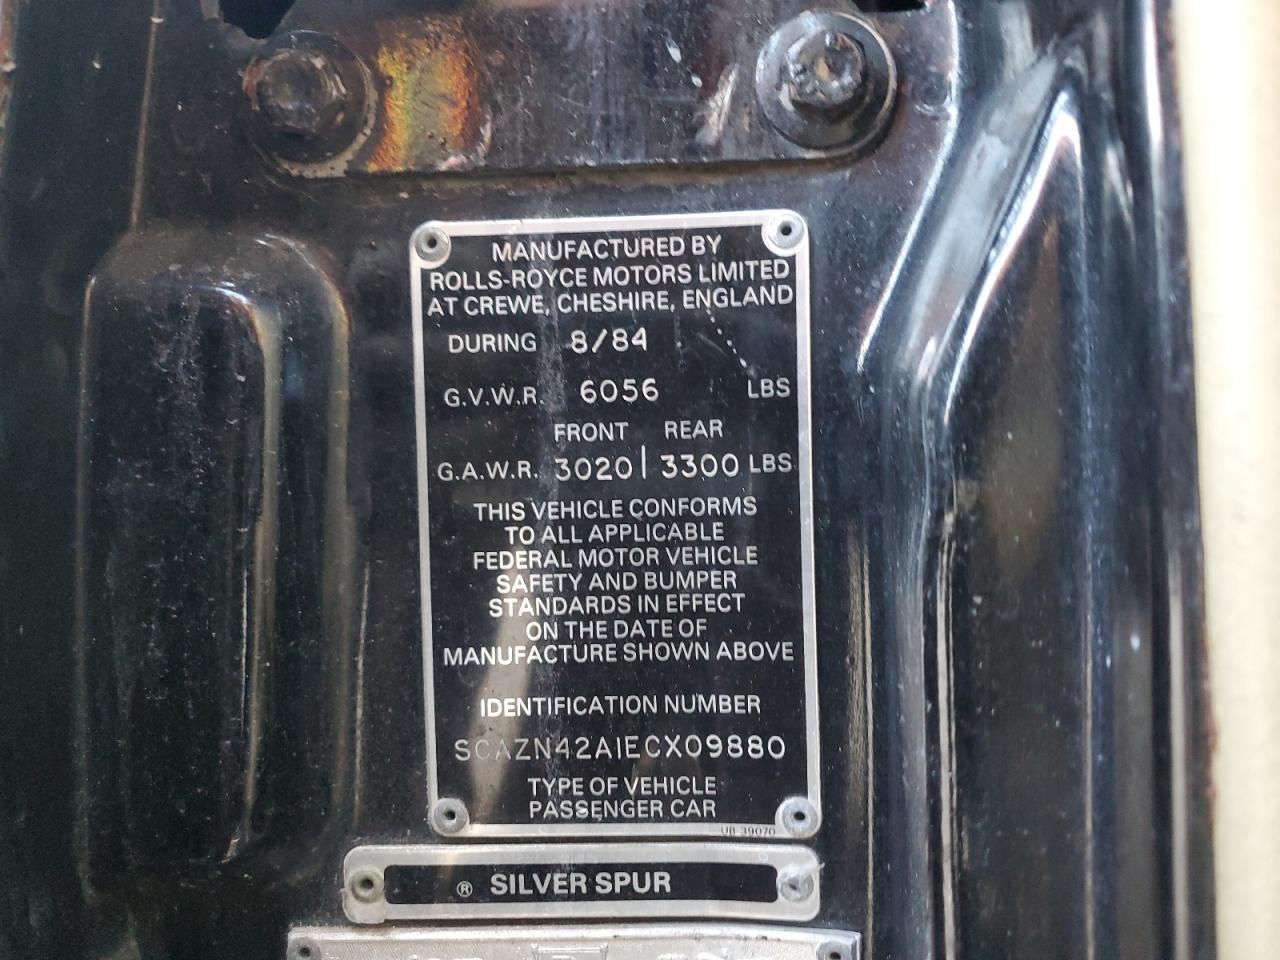 MANUFACTURED BY
ROLLS-ROYCE MOTORS LIMITED
AT CREWE, CHESHIRE, ENGLAND
DURING 8/84
G.V.W.R. 6056 LBS
FRONT REAR
G.A.W.R. 3020 | 3300 LBS
THIS VEHICLE CONFORMS
TO ALL APPLICABLE
FEDERAL MOTOR VEHICLE
SAFETY AND BUMPER
STANDARDS IN EFFECT
ON THE DATE OF
MANUFACTURE SHOWN ABOVE
IDENTIFICATION NUMBER
SCAZN42A1ECX09880
TYPE OF VEHICLE
PASSENGER CAR
UB 39070
® SILVER SPUR